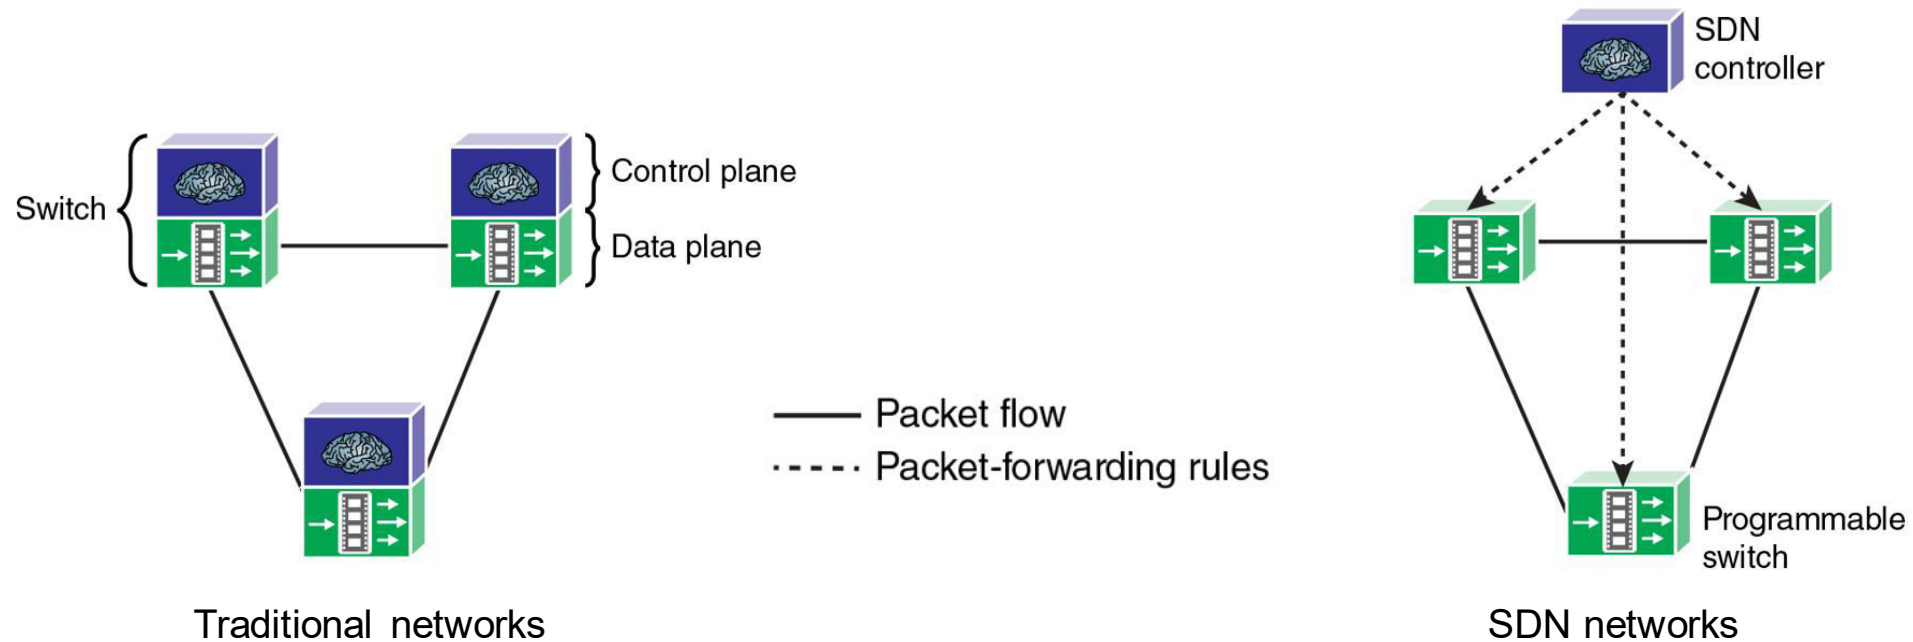 Switch
Control plane
Data plane
Packet flow
Packet-forwarding rules
Traditional networks
SDN
controller
Programmable
switch
SDN networks